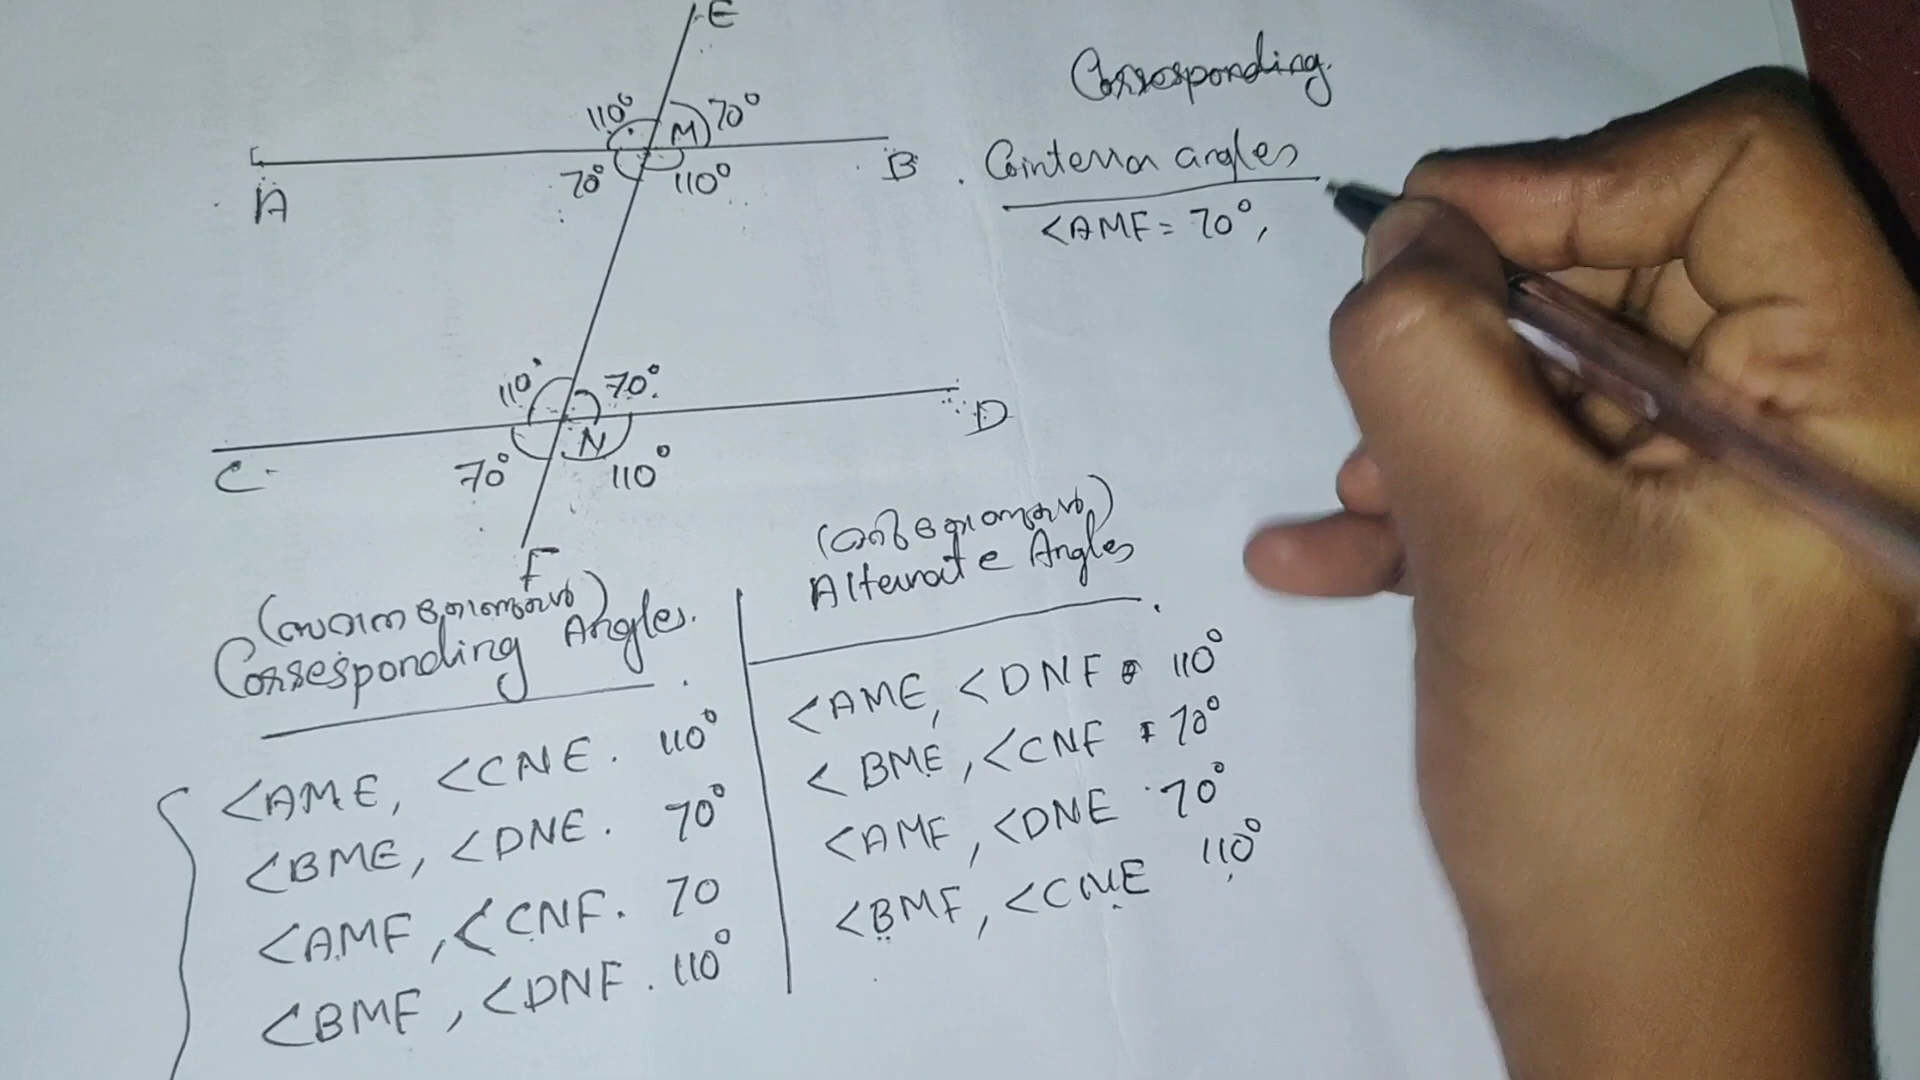 E
110° M 70°
A 70° 110° B
110° 70°
C 70° N 110° D
F
Corresponding
Cointerior angles
<AMF = 70°,
Corresponding Angles.
<AME, <CNE. 110°
<BME, <DNE. 70°
<AMF, <CNF. 70
<BMF, <DNF. 110°
Alternate Angles
<AME, <DNF 110°
<BME, <CNF 70°
<AMF, <DNE 70°
<BMF, <CNE 110°